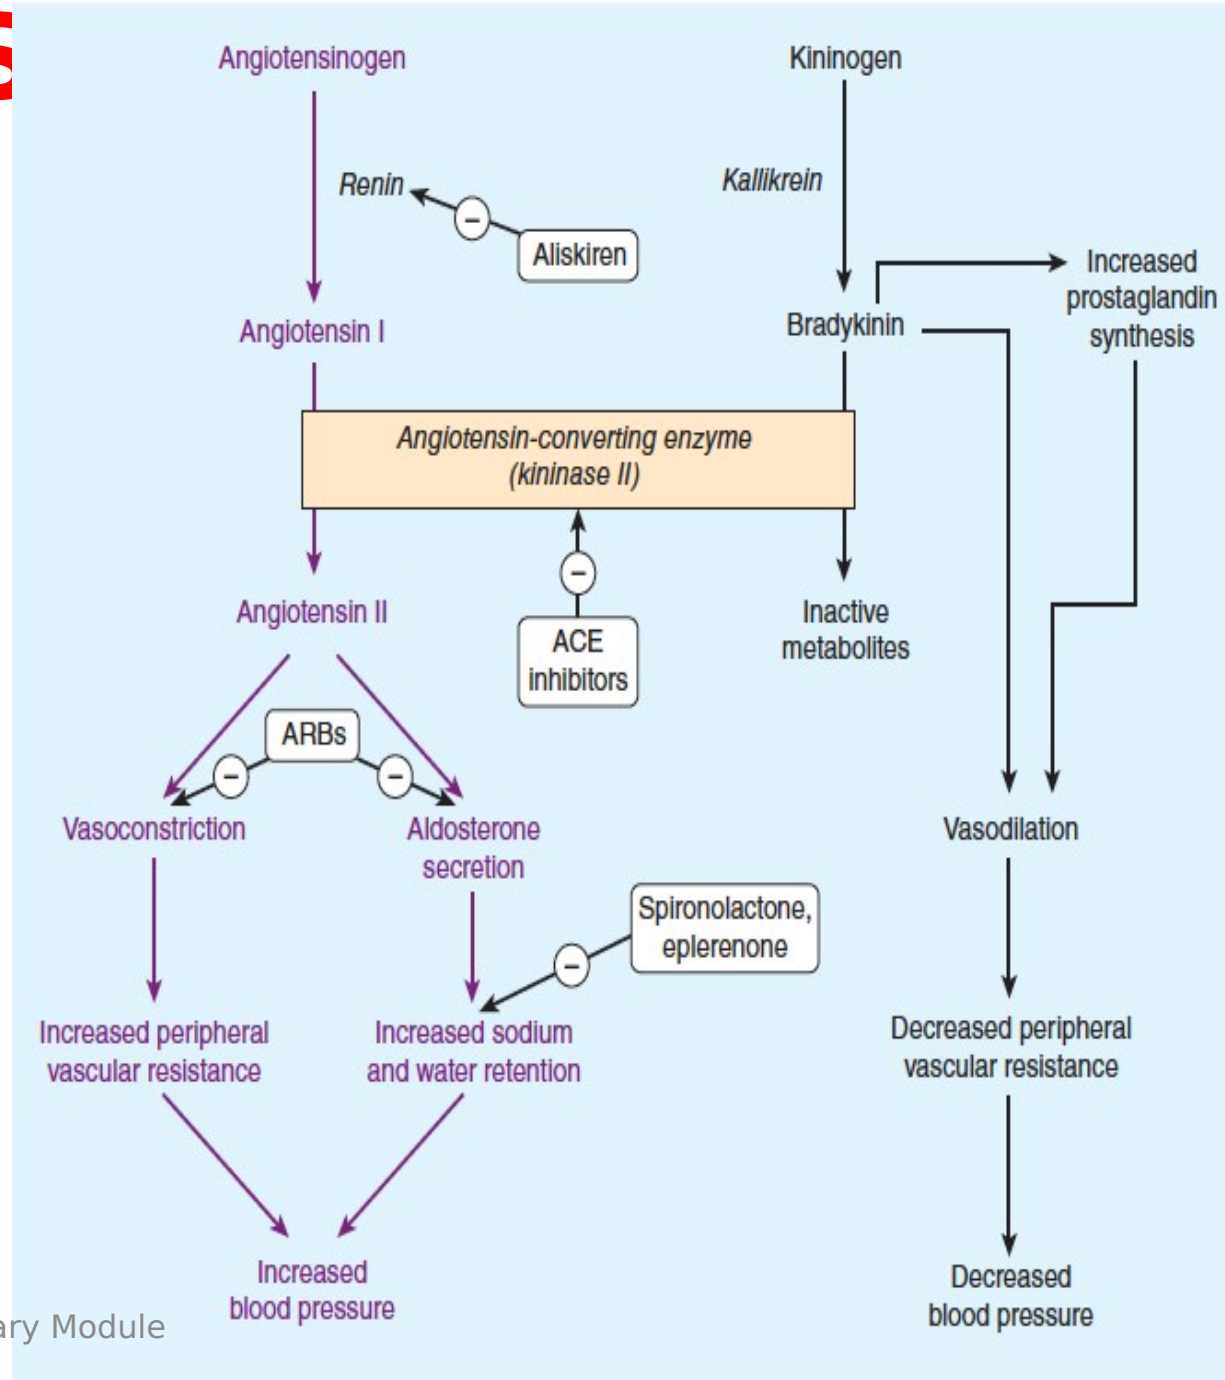 S
Angiotensinogen
Kininogen
Renin
–
Aliskiren
Kallikrein
Increased
prostaglandin
synthesis
Angiotensin I
Bradykinin
Angiotensin-converting enzyme
(kininase II)
–
ACE
inhibitors
Angiotensin II
Inactive
metabolites
ARBs
–
–
Vasoconstriction
Aldosterone
secretion
Vasodilation
Spironolactone,
eplerenone
–
Increased peripheral
vascular resistance
Increased sodium
and water retention
Decreased peripheral
vascular resistance
Increased
blood pressure
Decreased
blood pressure
ary Module